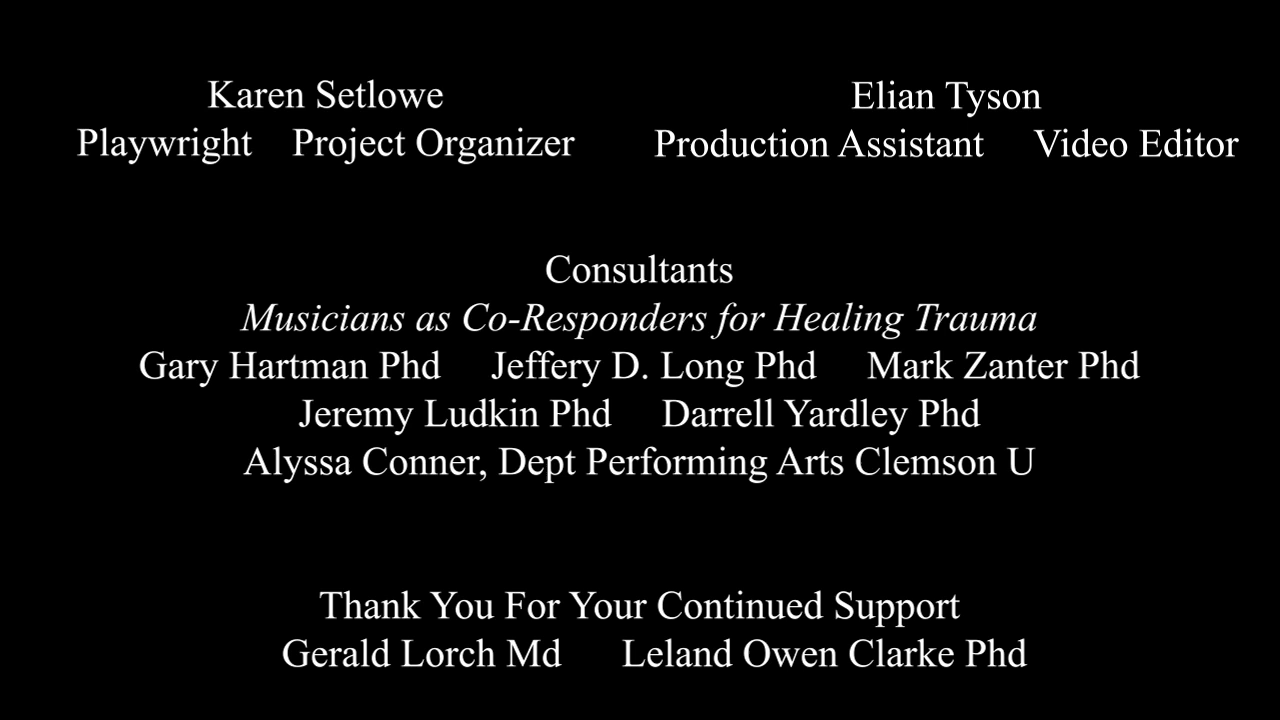 Karen Setlowe
Playwright Project Organizer
Elian Tyson
Production Assistant Video Editor
Consultants
Musicians as Co-Responders for Healing Trauma
Gary Hartman Phd Jeffery D. Long Phd Mark Zanter Phd
Jeremy Ludkin Phd Darrell Yardley Phd
Alyssa Conner, Dept Performing Arts Clemson U
Thank You For Your Continued Support
Gerald Lorch Md Leland Owen Clarke Phd